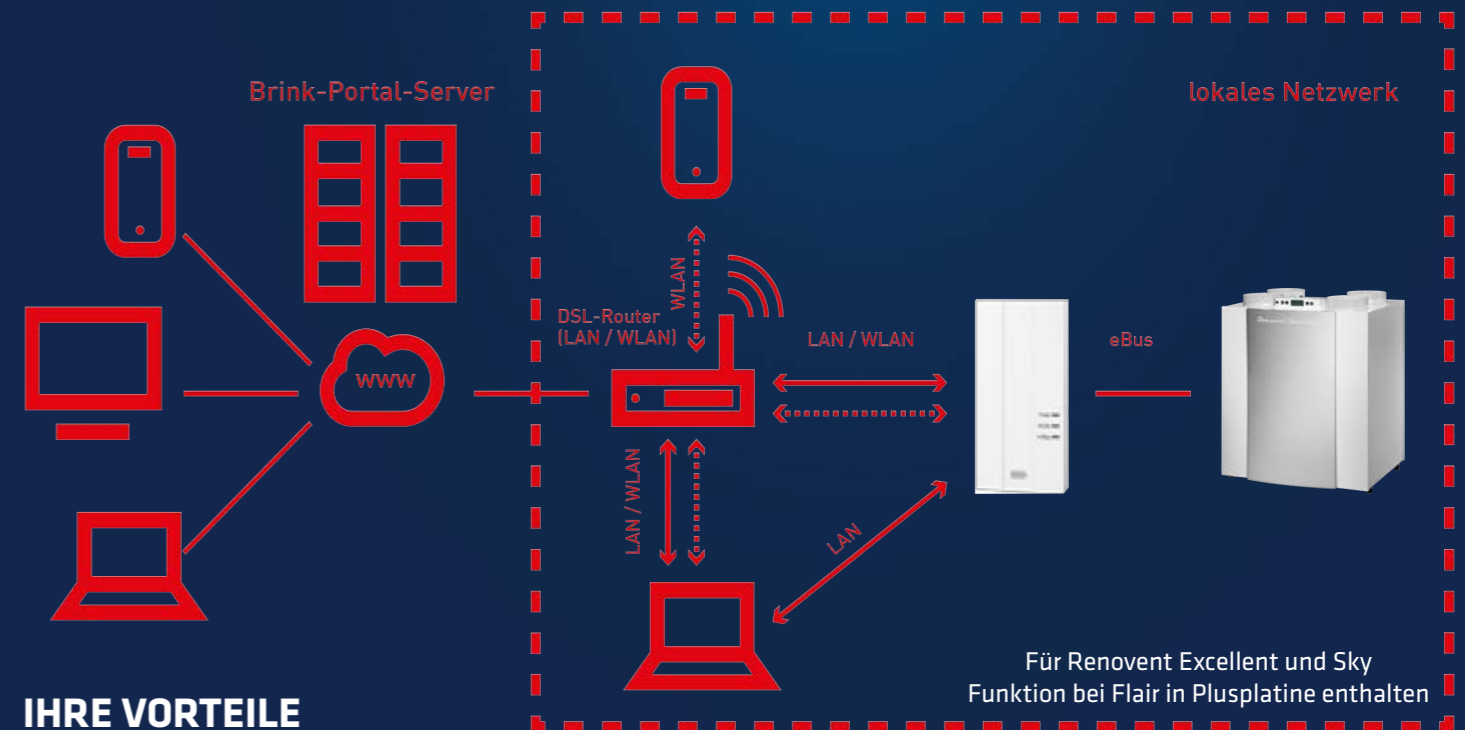 Brink-Portal-Server
lokales Netzwerk
WLAN
DSL-Router
(LAN / WLAN)
LAN / WLAN
eBus
www
LAN / WLAN
LAN
Für Renovent Excellent und Sky
Funktion bei Flair in Plusplatine enthalten
IHRE VORTEILE